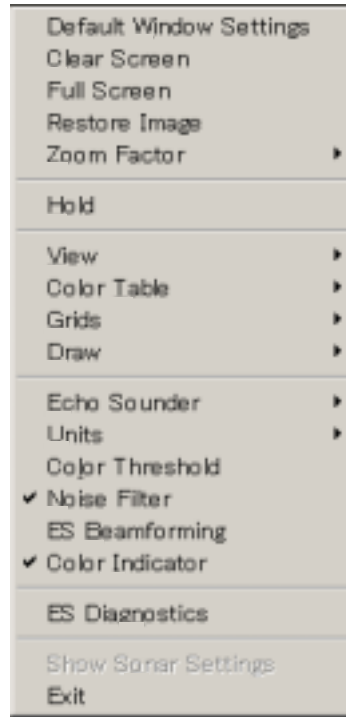 Default Window Settings
Clear Screen
Full Screen
Restore Image
Zoom Factor
Hold
View
Color Table
Grids
Draw
Echo Sounder
Units
Color Threshold
Noise Filter
ES Beamforming
Color Indicator
ES Diagnostics
Show Sonar Settings
Exit